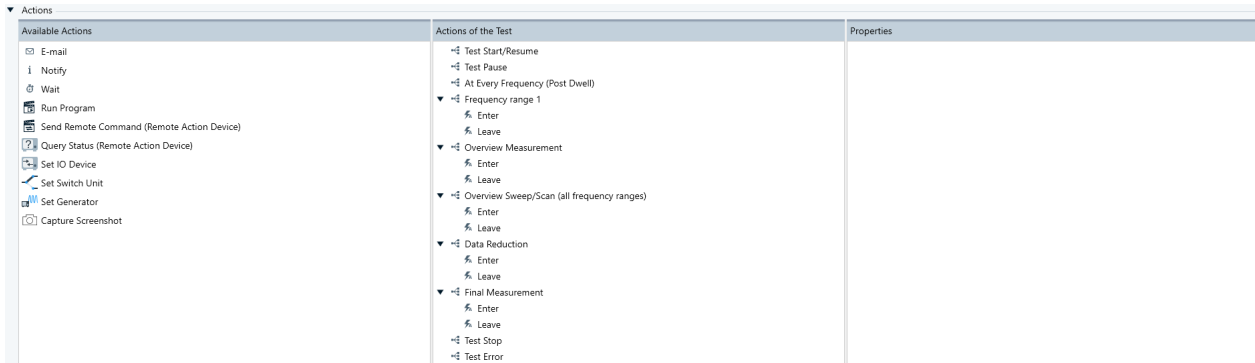 Actions
Available Actions
E-mail
Notify
Wait
Run Program
Send Remote Command (Remote Action Device)
Query Status (Remote Action Device)
Set IO Device
Set Switch Unit
Set Generator
Capture Screenshot
Actions of the Test
Test Start/Resume
Test Pause
At Every Frequency (Post Dwell)
Frequency range 1
Enter
Leave
Overview Measurement
Enter
Leave
Overview Sweep/Scan (all frequency ranges)
Enter
Leave
Data Reduction
Enter
Leave
Final Measurement
Enter
Leave
Test Stop
Test Error
Properties